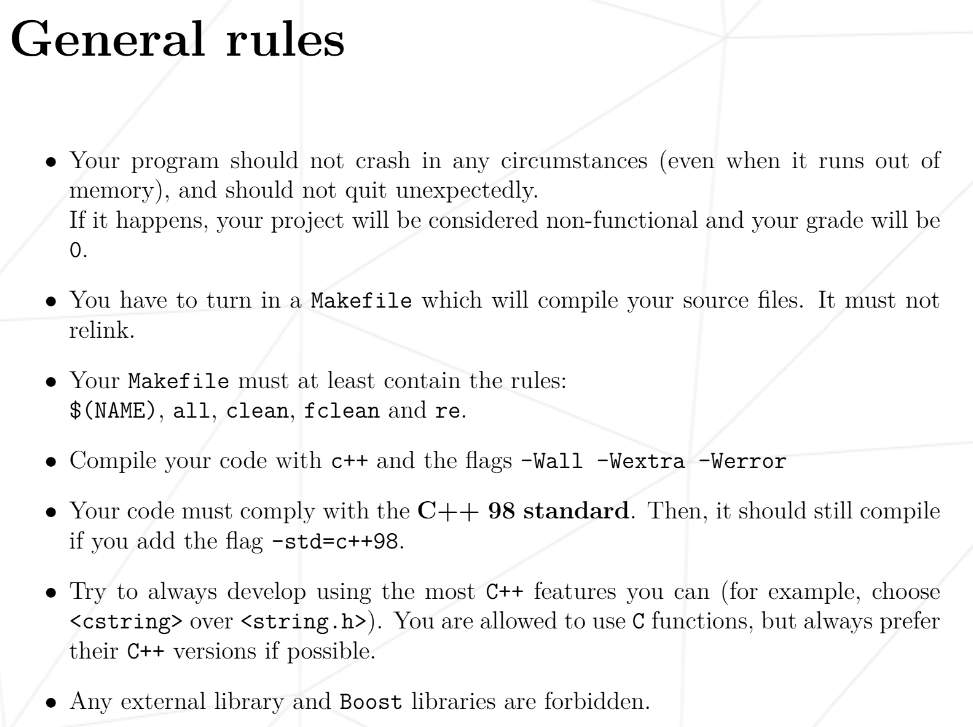 General rules
• Your program should not crash in any circumstances (even when it runs out of
memory), and should not quit unexpectedly.
If it happens, your project will be considered non-functional and your grade will be
0.
• You have to turn in a Makefile which will compile your source files. It must not
relink.
• Your Makefile must at least contain the rules:
$(NAME), all, clean, fclean and re.
• Compile your code with c++ and the flags -Wall -Wextra -Werror
• Your code must comply with the C++ 98 standard. Then, it should still compile
if you add the flag -std=c++98.
• Try to always develop using the most C++ features you can (for example, choose
<cstring> over <string.h>). You are allowed to use C functions, but always prefer
their C++ versions if possible.
• Any external library and Boost libraries are forbidden.